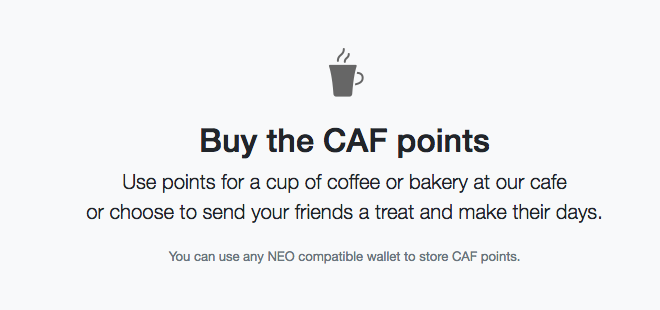 Buy the CAF points
Use points for a cup of coffee or bakery at our cafe
or choose to send your friends a treat and make their days.
You can use any NEO compatible wallet to store CAF points.